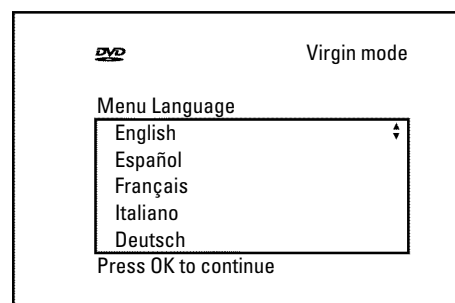 DVD Virgin mode
Menu Language
English
Español
Français
Italiano
Deutsch
Press OK to continue